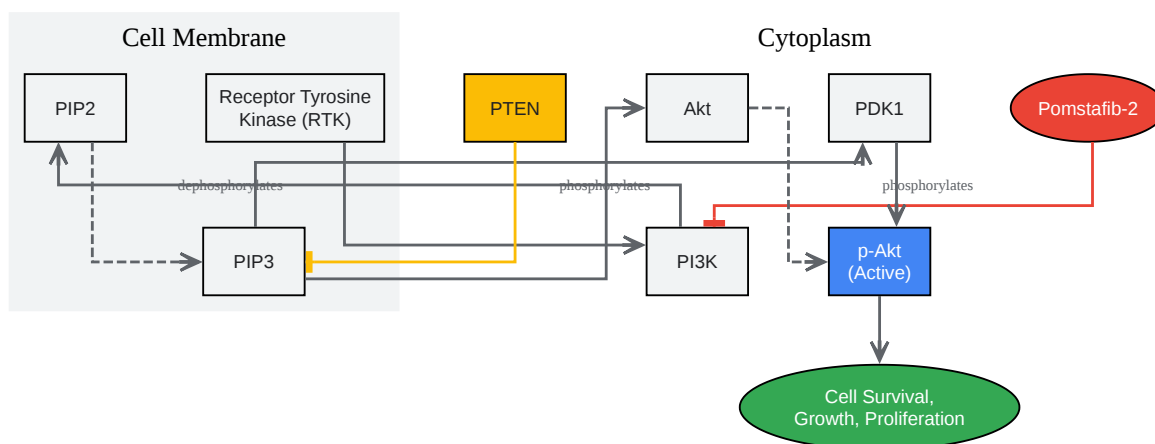 Cell Membrane
Cytoplasm
PIP2
Receptor Tyrosine
Kinase (RTK)
PTEN
Akt
PDK1
Pomstafib-2
dephosphorylates
phosphorylates
phosphorylates
PIP3
PI3K
p-Akt
(Active)
Cell Survival,
Growth, Proliferation